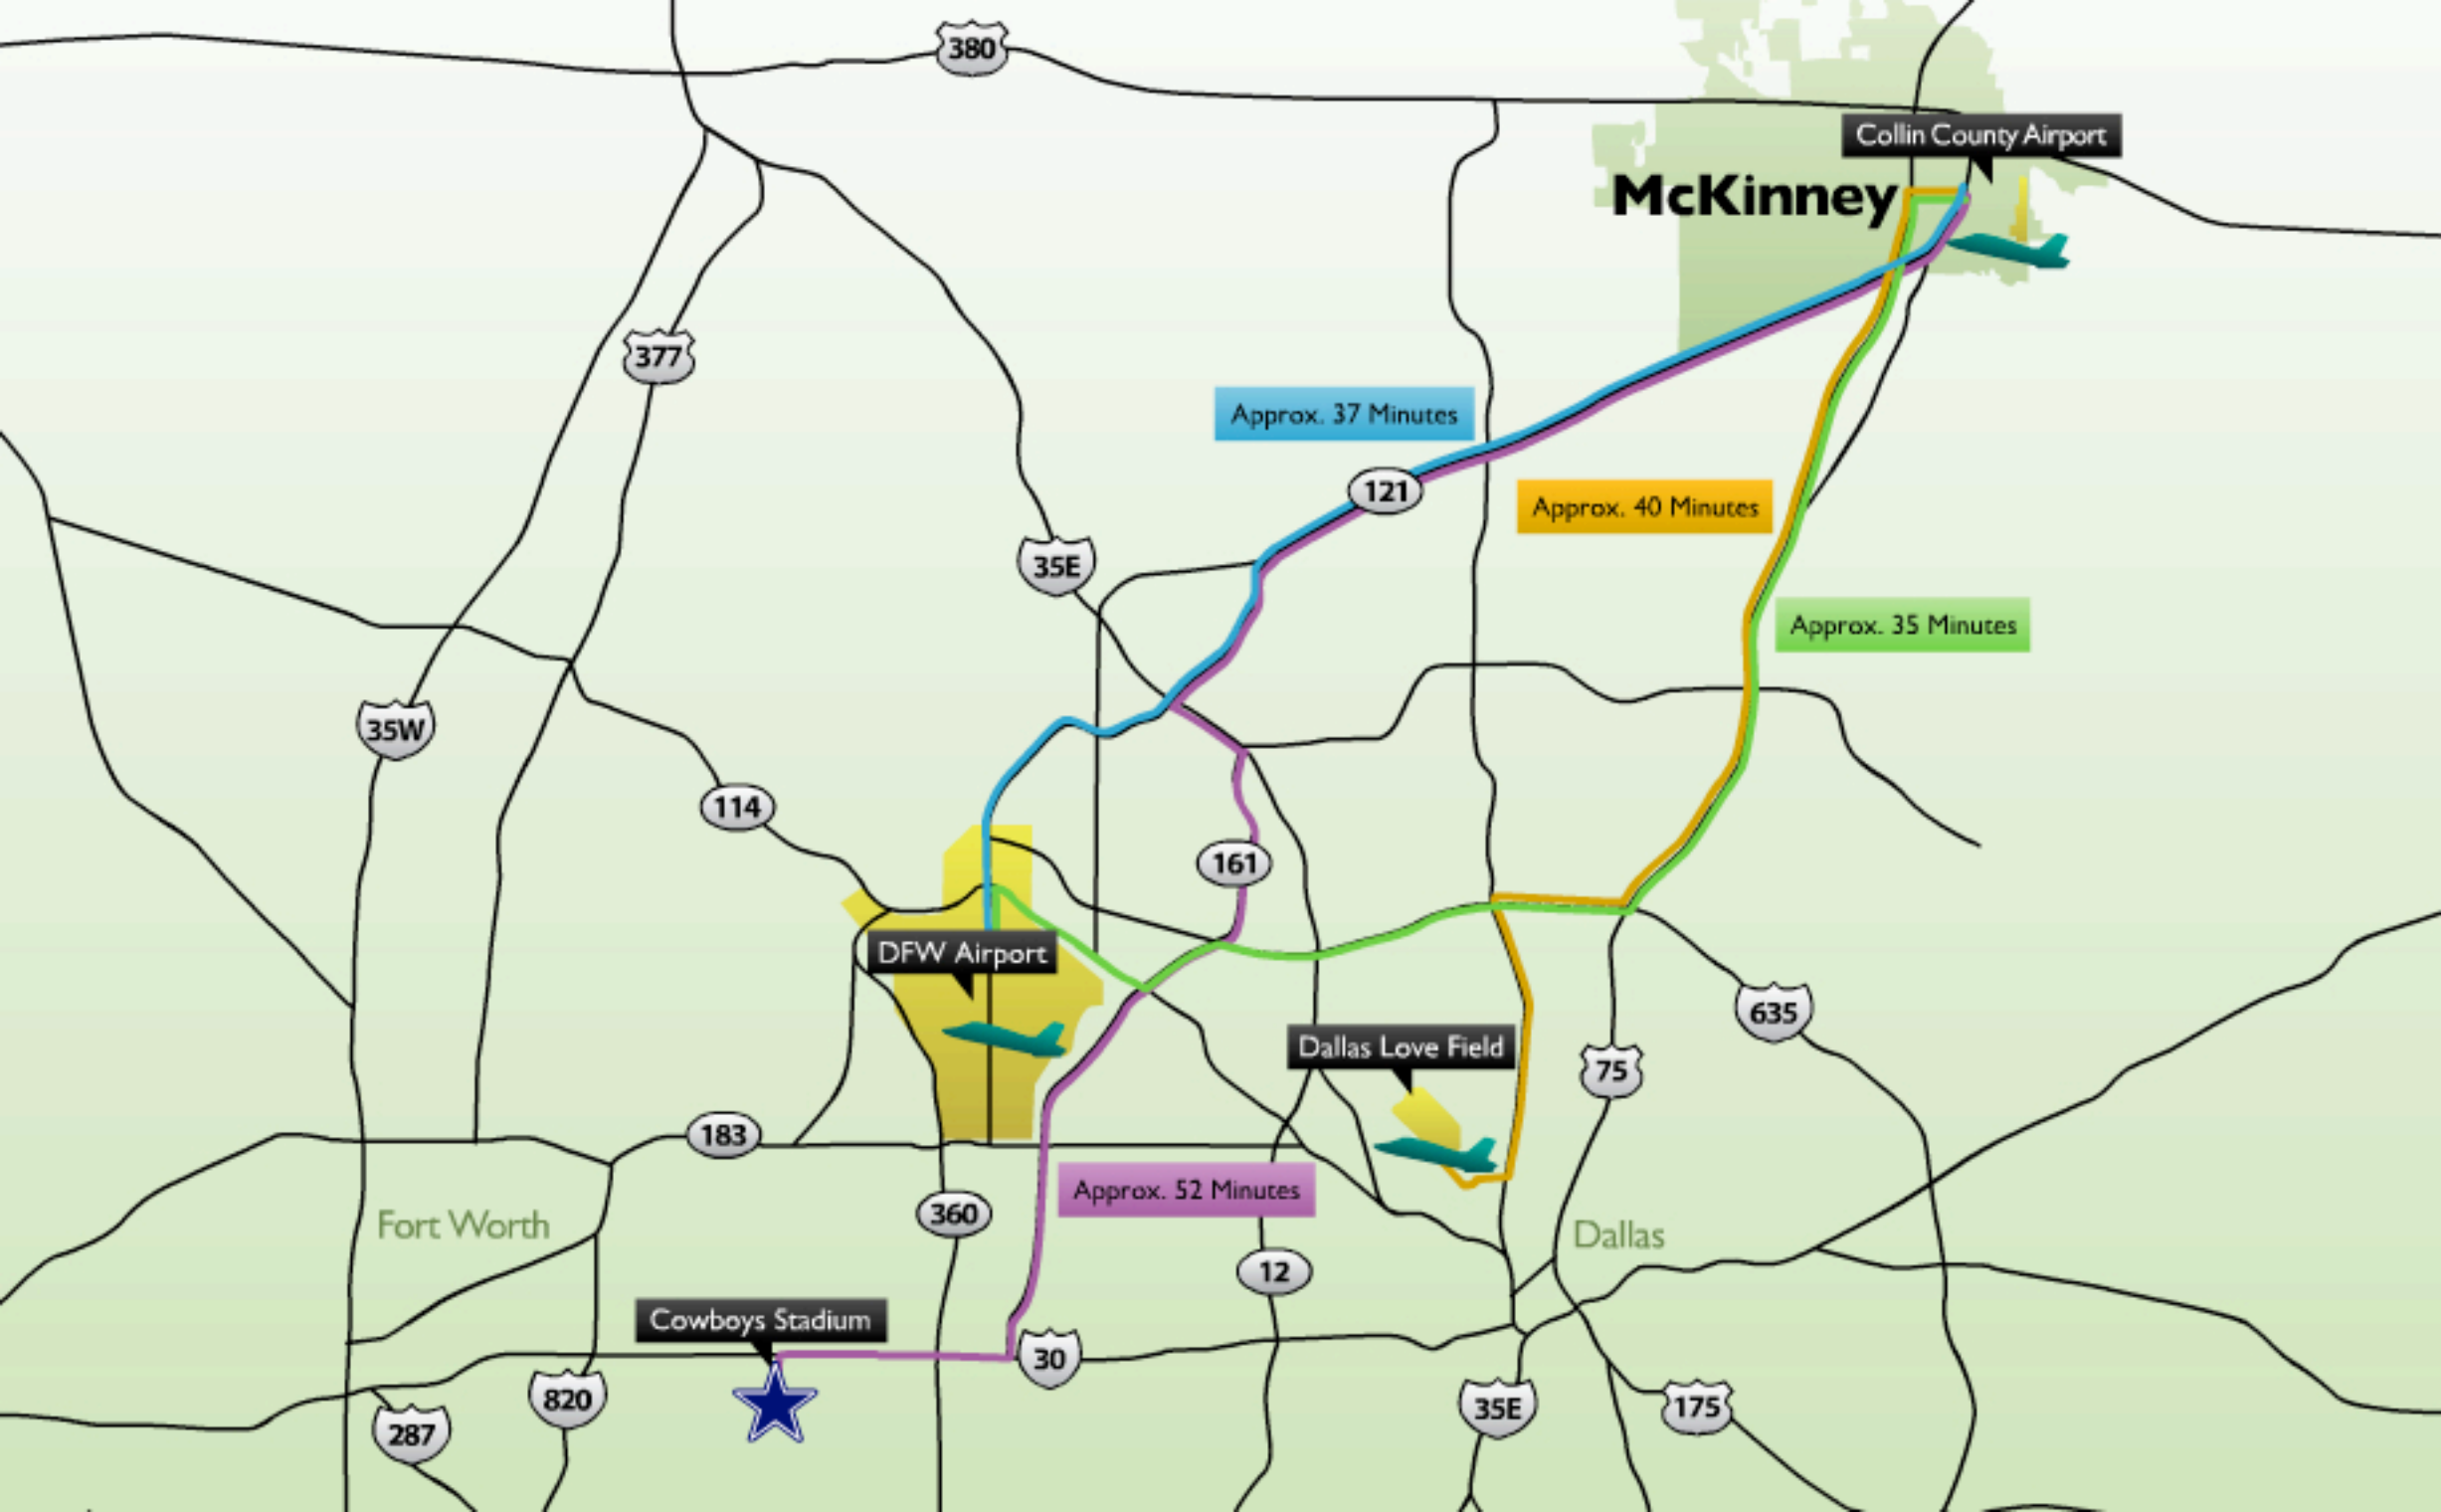 380
Collin County Airport
McKinney
377
Approx. 37 Minutes
121
Approx. 40 Minutes
35E
Approx. 35 Minutes
35W
114
161
DFW Airport
635
Dallas Love Field
75
183
Approx. 52 Minutes
360
Fort Worth
Dallas
12
Cowboys Stadium
30
820
35E
175
287